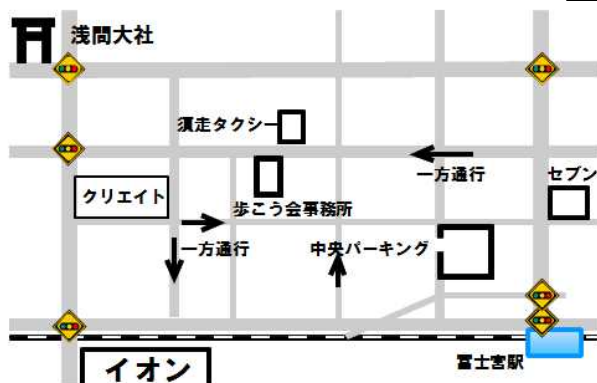 浅間大社
須走タクシー
一方通行
セブン
クリエイト
歩こう会事務所
一方通行
中央パーキング
富士宮駅
イオン